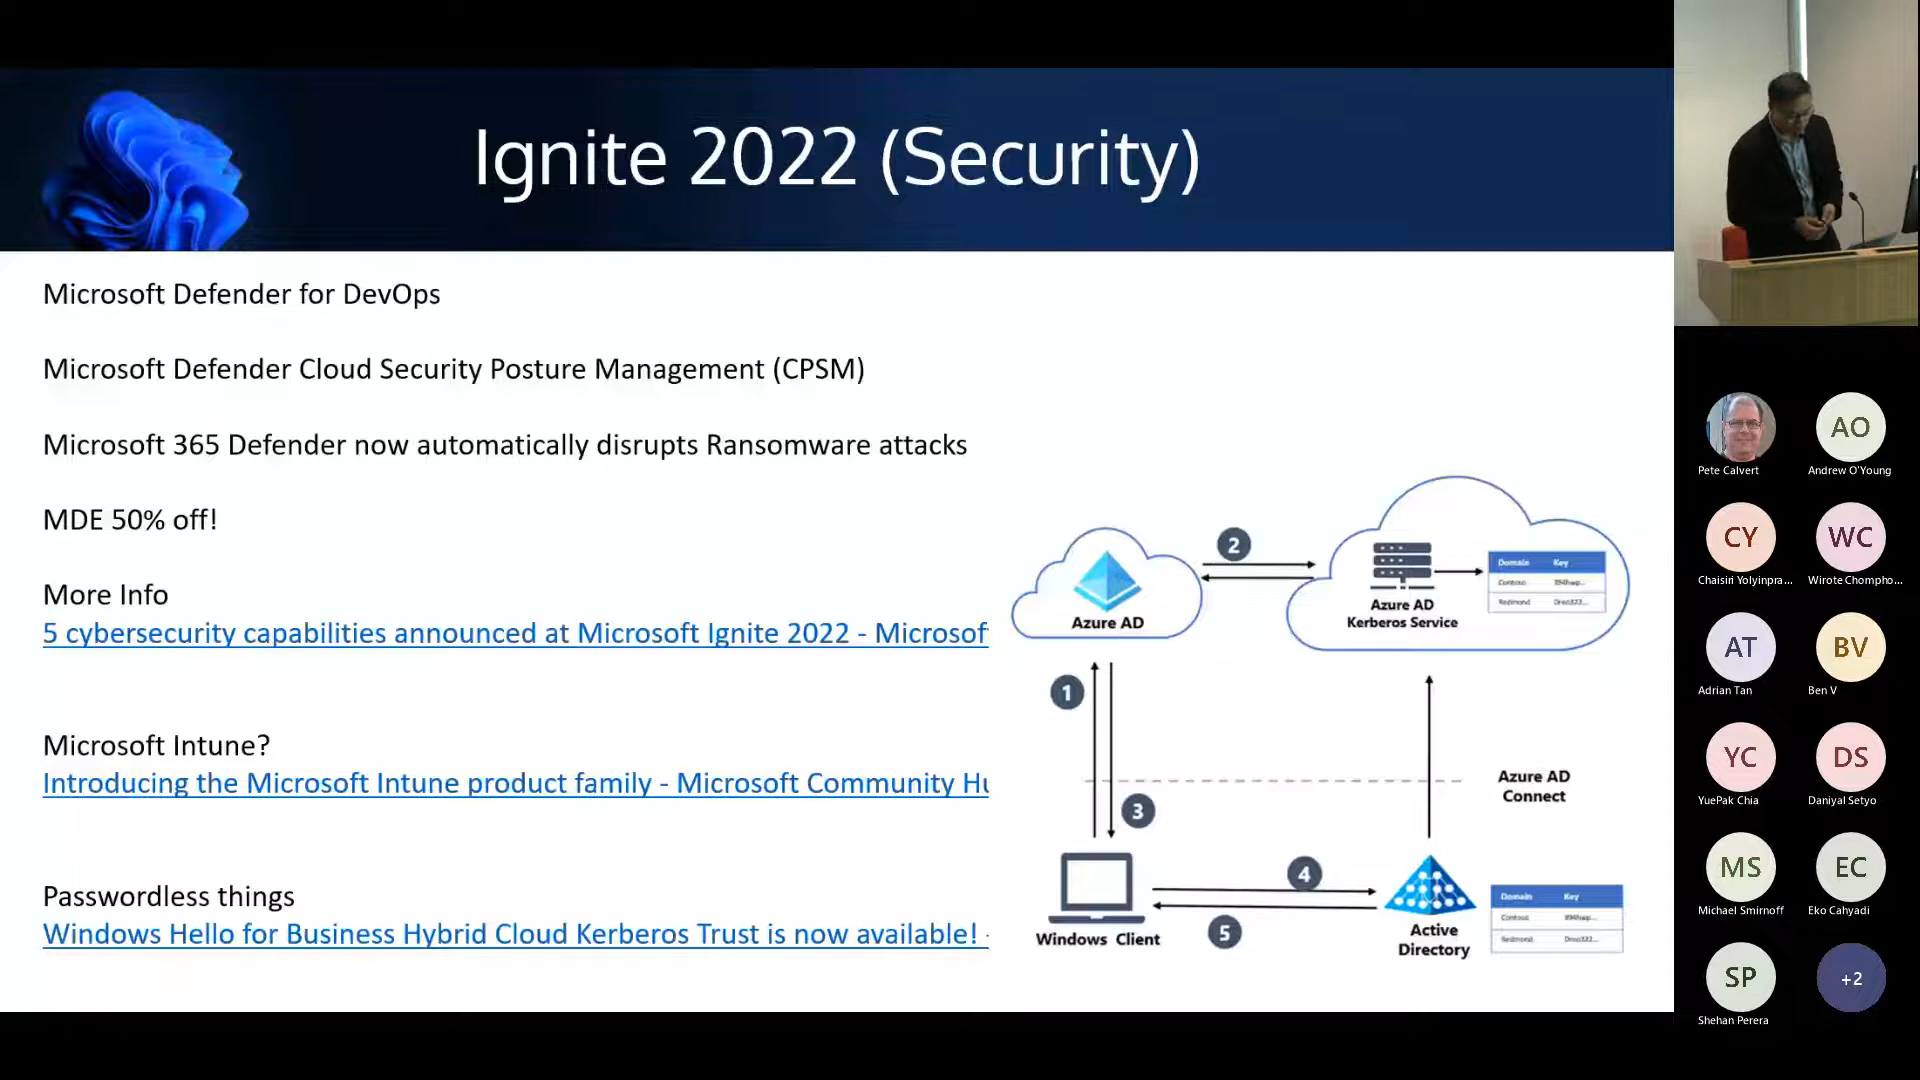 Ignite 2022 (Security)
Microsoft Defender for DevOps
Microsoft Defender Cloud Security Posture Management (CPSM)
Microsoft 365 Defender now automatically disrupts Ransomware attacks
MDE 50% off!
More Info
5 cybersecurity capabilities announced at Microsoft Ignite 2022 - Microsof
Microsoft Intune?
Introducing the Microsoft Intune product family - Microsoft Community Hu
Passwordless things
Windows Hello for Business Hybrid Cloud Kerberos Trust is now available! -
2
Azure AD
Azure AD
Kerberos Service
Domain Key
Contoso
Redmond
1
3
Azure AD
Connect
4
5
Windows Client
Active
Directory
Domain Key
Contoso
Redmond
Pete Calvert
AO
Andrew O'Young
CY
Chaisiri Yolyinpra...
WC
Wirote Chompho...
AT
Adrian Tan
BV
Ben V
YC
YuePak Chia
DS
Daniyal Setyo
MS
Michael Smirnoff
EC
Eko Cahyadi
SP
Shehan Perera
+2